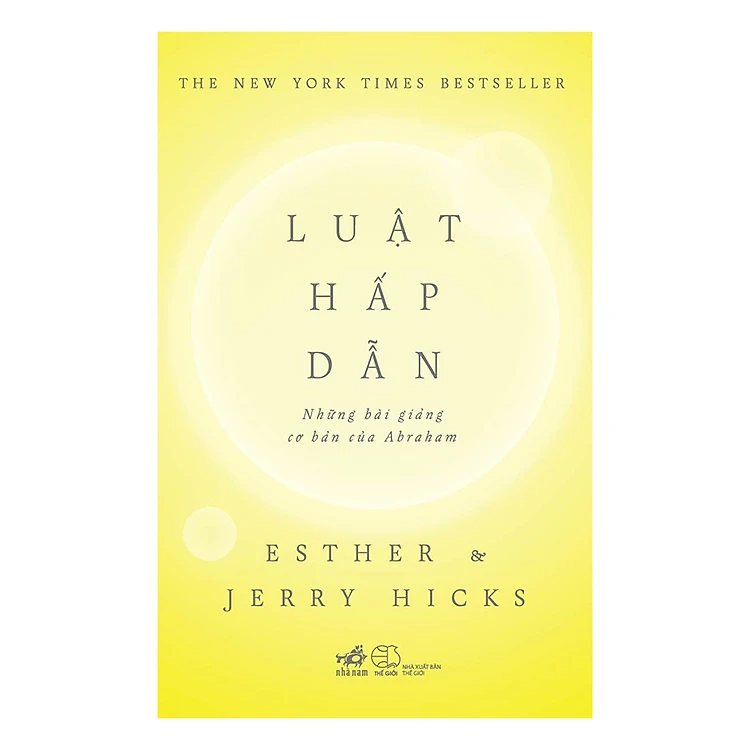 THE NEW YORK TIMES BESTSELLER
LUẬT
HẤP
DẪN
Những bài giảng
cơ bản của Abraham
ESTHER &
JERRY HICKS
nhã nam
THẾ GIỚI
NHÀ XUẤT BẢN
THẾ GIỚI